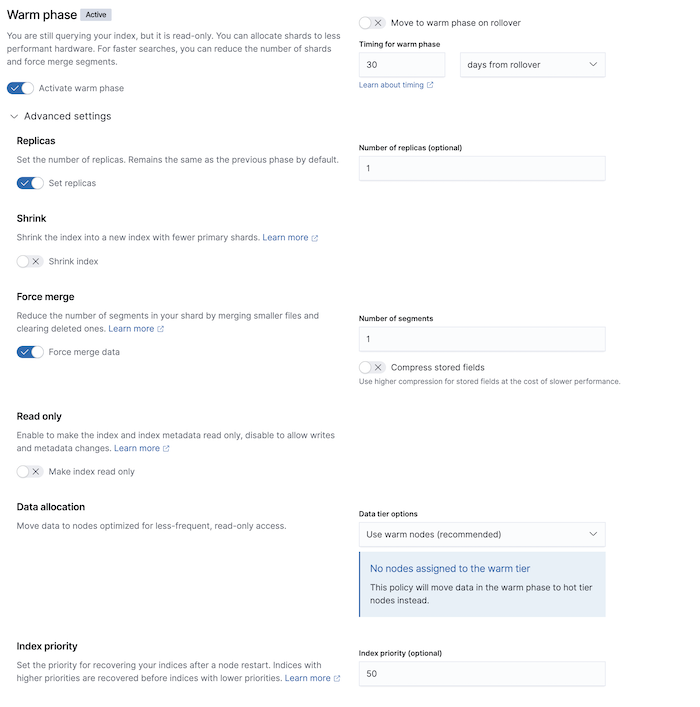 Warm phase Active
You are still querying your index, but it is read-only. You can allocate shards to less
performant hardware. For faster searches, you can reduce the number of shards
and force merge segments.
Activate warm phase
Move to warm phase on rollover
Timing for warm phase
30 days from rollover
Learn about timing
Advanced settings
Replicas
Set the number of replicas. Remains the same as the previous phase by default.
Set replicas
Number of replicas (optional)
1
Shrink
Shrink the index into a new index with fewer primary shards. Learn more
Shrink index
Force merge
Reduce the number of segments in your shard by merging smaller files and
clearing deleted ones. Learn more
Force merge data
Number of segments
1
Compress stored fields
Use higher compression for stored fields at the cost of slower performance.
Read only
Enable to make the index and index metadata read only, disable to allow writes
and metadata changes. Learn more
Make index read only
Data allocation
Move data to nodes optimized for less-frequent, read-only access.
Data tier options
Use warm nodes (recommended)
No nodes assigned to the warm tier
This policy will move data in the warm phase to hot tier
nodes instead.
Index priority
Set the priority for recovering your indices after a node restart. Indices with
higher priorities are recovered before indices with lower priorities. Learn more
Index priority (optional)
50